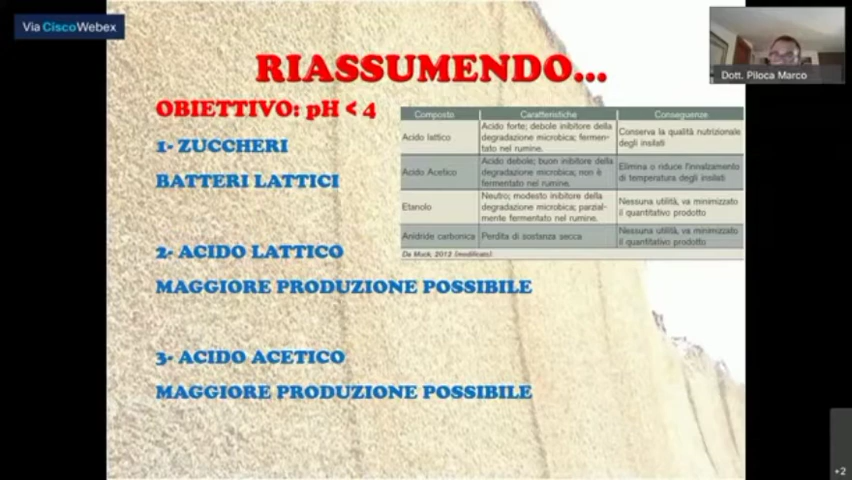 Via CiscoWebex
Dott. Piloca Marco
RIASSUMENDO...
OBIETTIVO: pH < 4
1- ZUCCHERI
BATTERI LATTICI
2- ACIDO LATTICO
MAGGIORE PRODUZIONE POSSIBILE
3- ACIDO ACETICO
MAGGIORE PRODUZIONE POSSIBILE
Composto Caratteristiche Conseguenze
Acido lattico
Acido forte; debole inibitore della
degradazione microbica; fermen-
tato nel rumine.
Conserva la qualità nutrizionale
degli insilati
Acido Acetico
Acido debole; buon inibitore della
degradazione microbica; non è
fermentato nel rumine.
Elimina o riduce l'innalzamento
di temperatura degli insilati
Etanolo
Neutro; modesto inibitore della
degradazione microbica; parzial-
mente fermentato nel rumine.
Nessuna utilità, va minimizzato
il quantitativo prodotto
Anidride carbonica
Perdita di sostanza secca
Nessuna utilità, va minimizzato
il quantitativo prodotto
Da Muck, 2012 (modificato).
+2